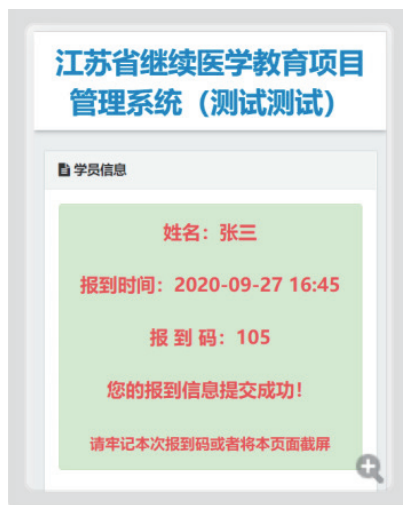 江苏省继续医学教育项目
管理系统（测试测试）
学员信息
姓名：张三
报到时间：2020-09-27 16:45
报 到 码：105
您的报到信息提交成功！
请牢记本次报到码或者将本页面截屏